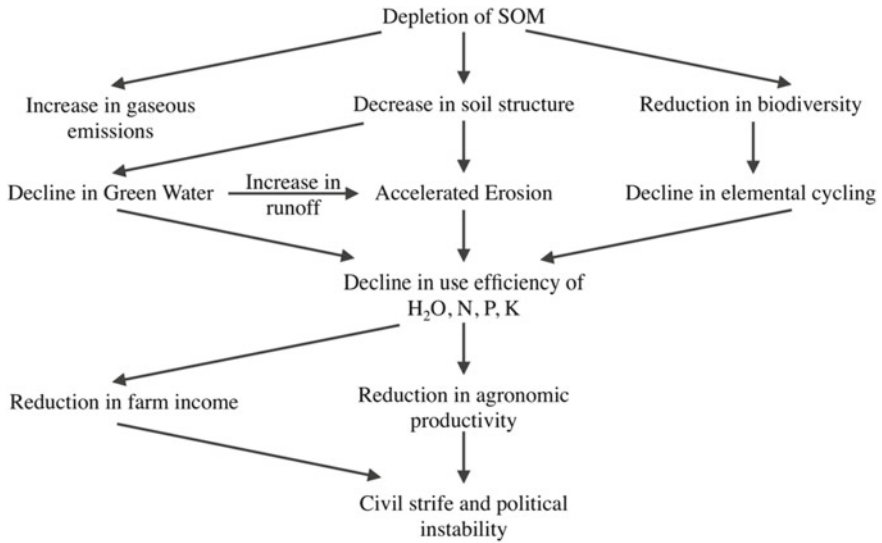 Depletion of SOM
Increase in gaseous
emissions
Decrease in soil structure
Reduction in biodiversity
Decline in Green Water
Increase in
runoff
Accelerated Erosion
Decline in elemental cycling
Decline in use efficiency of
H₂O, N, P, K
Reduction in farm income
Reduction in agronomic
productivity
Civil strife and political
instability